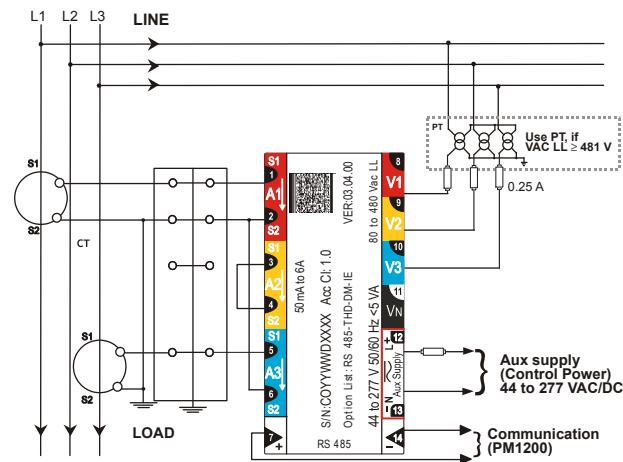 L1 L2 L3 LINE
PT
Use PT, if
VAC LL ≥ 481 V
0.25 A
S1
S2
CT
S1
S2
LOAD
S1
1
A1
2
S2
S1
3
A2
4
S2
S1
5
A3
6
S2
7
+
50 mA to 6A
S/N:COYYWWDXXXX Acc Cl: 1.0
Option List: RS 485-THD-DM-IE
VER:03.04.00
RS 485
80 to 480 Vac LL
44 to 277 V 50/60 Hz <5 VA
8
V1
9
V2
10
V3
11
VN
12
L+
Aux Supply
N-
13
14
-
Aux supply
(Control Power)
44 to 277 VAC/DC
Communication
(PM1200)